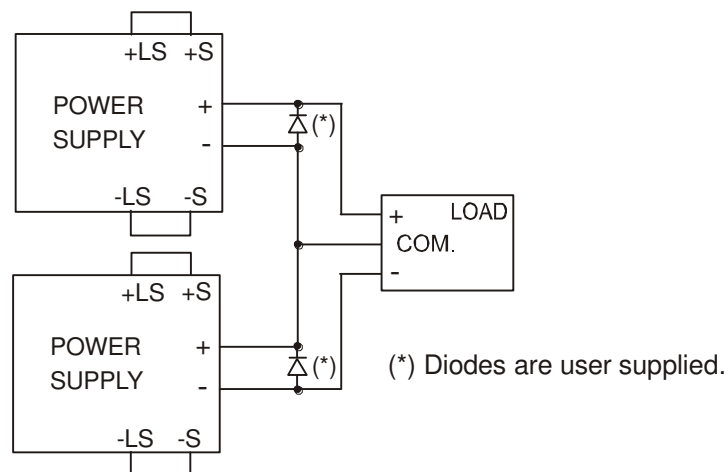 +LS +S
POWER SUPPLY
+
(*)
-
-LS -S
+ LOAD
COM.
-
+LS +S
POWER SUPPLY
+
(*)
-
-LS -S
(*) Diodes are user supplied.